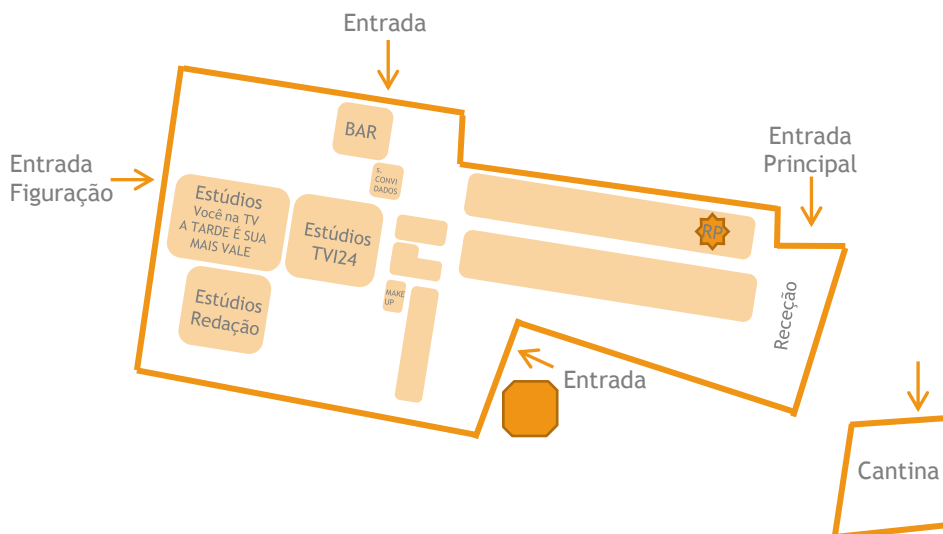 Entrada
Entrada
Principal
Entrada
Figuração
BAR
S.
CONVI
DADOS
Estúdios
Você na TV
A TARDE É SUA
MAIS VALE
Estúdios
TVI24
RP
MAKE
UP
Estúdios
Redação
Receção
Entrada
Cantina